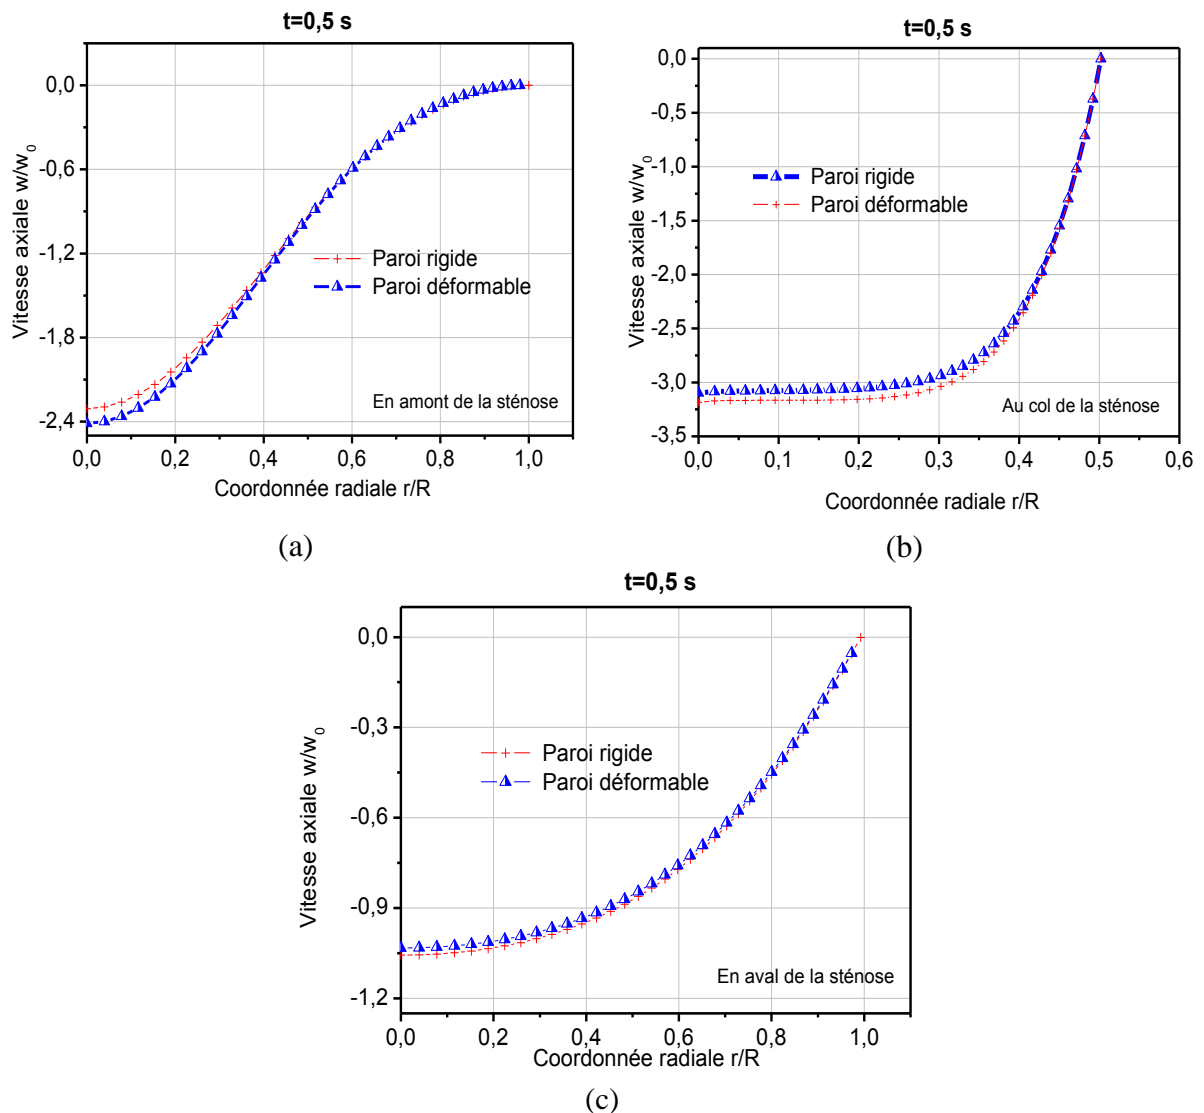 t=0,5 s
0,0
-0,6
-1,2
-1,8
-2,4
Vitesse axiale w/w0
Paroi rigide
Paroi déformable
En amont de la sténose
0,0 0,2 0,4 0,6 0,8 1,0
Coordonnée radiale r/R
(a)
t=0,5 s
0,0
-0,5
-1,0
-1,5
-2,0
-2,5
-3,0
-3,5
Vitesse axiale w/w0
Paroi rigide
Paroi déformable
Au col de la sténose
0,0 0,1 0,2 0,3 0,4 0,5 0,6
Coordonnée radiale r/R
(b)
t=0,5 s
0,0
-0,3
-0,6
-0,9
-1,2
Vitesse axiale w/w0
Paroi rigide
Paroi déformable
En aval de la sténose
0,0 0,2 0,4 0,6 0,8 1,0
Coordonnée radiale r/R
(c)